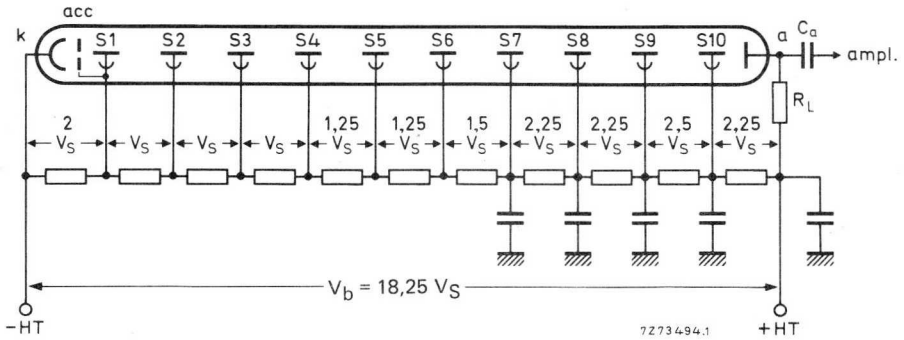 acc
k S1 S2 S3 S4 S5 S6 S7 S8 S9 S10 a Ca ampl.
RL
2 1,25 1,25 1,5 2,25 2,25 2,5 2,25
VS VS VS VS VS VS VS VS VS VS VS
Vb = 18,25 VS
-HT 7Z73494.1 +HT